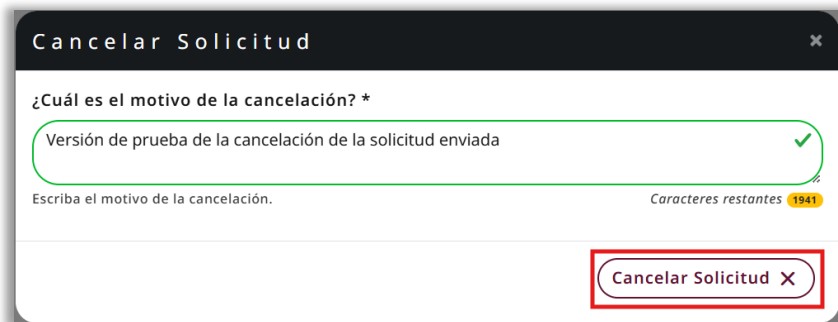 Cancelar Solicitud
¿Cuál es el motivo de la cancelación? *
Versión de prueba de la cancelación de la solicitud enviada
Escriba el motivo de la cancelación.
Caracteres restantes 1941
Cancelar Solicitud